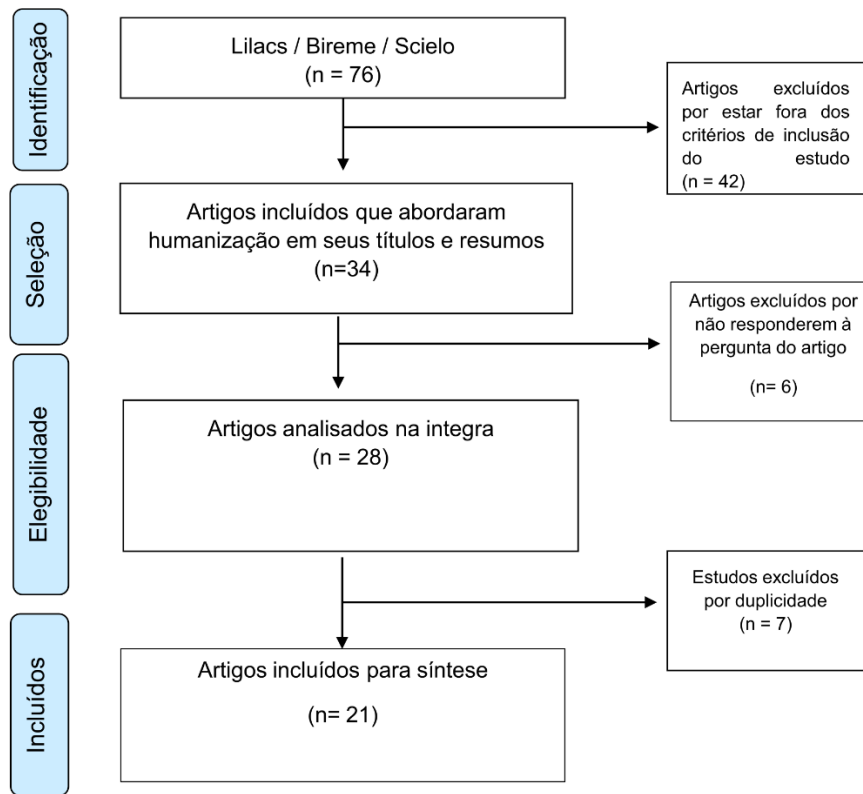 Identificação
Lilacs / Bireme / Scielo
(n = 76)
Artigos excluídos
por estar fora dos
critérios de inclusão
do estudo
(n = 42)
Seleção
Artigos incluídos que abordaram
humanização em seus títulos e resumos
(n=34)
Artigos excluídos por
não responderem à
pergunta do artigo
(n= 6)
Elegibilidade
Artigos analisados na integra
(n = 28)
Estudos excluídos
por duplicidade
(n = 7)
Incluídos
Artigos incluídos para síntese
(n= 21)